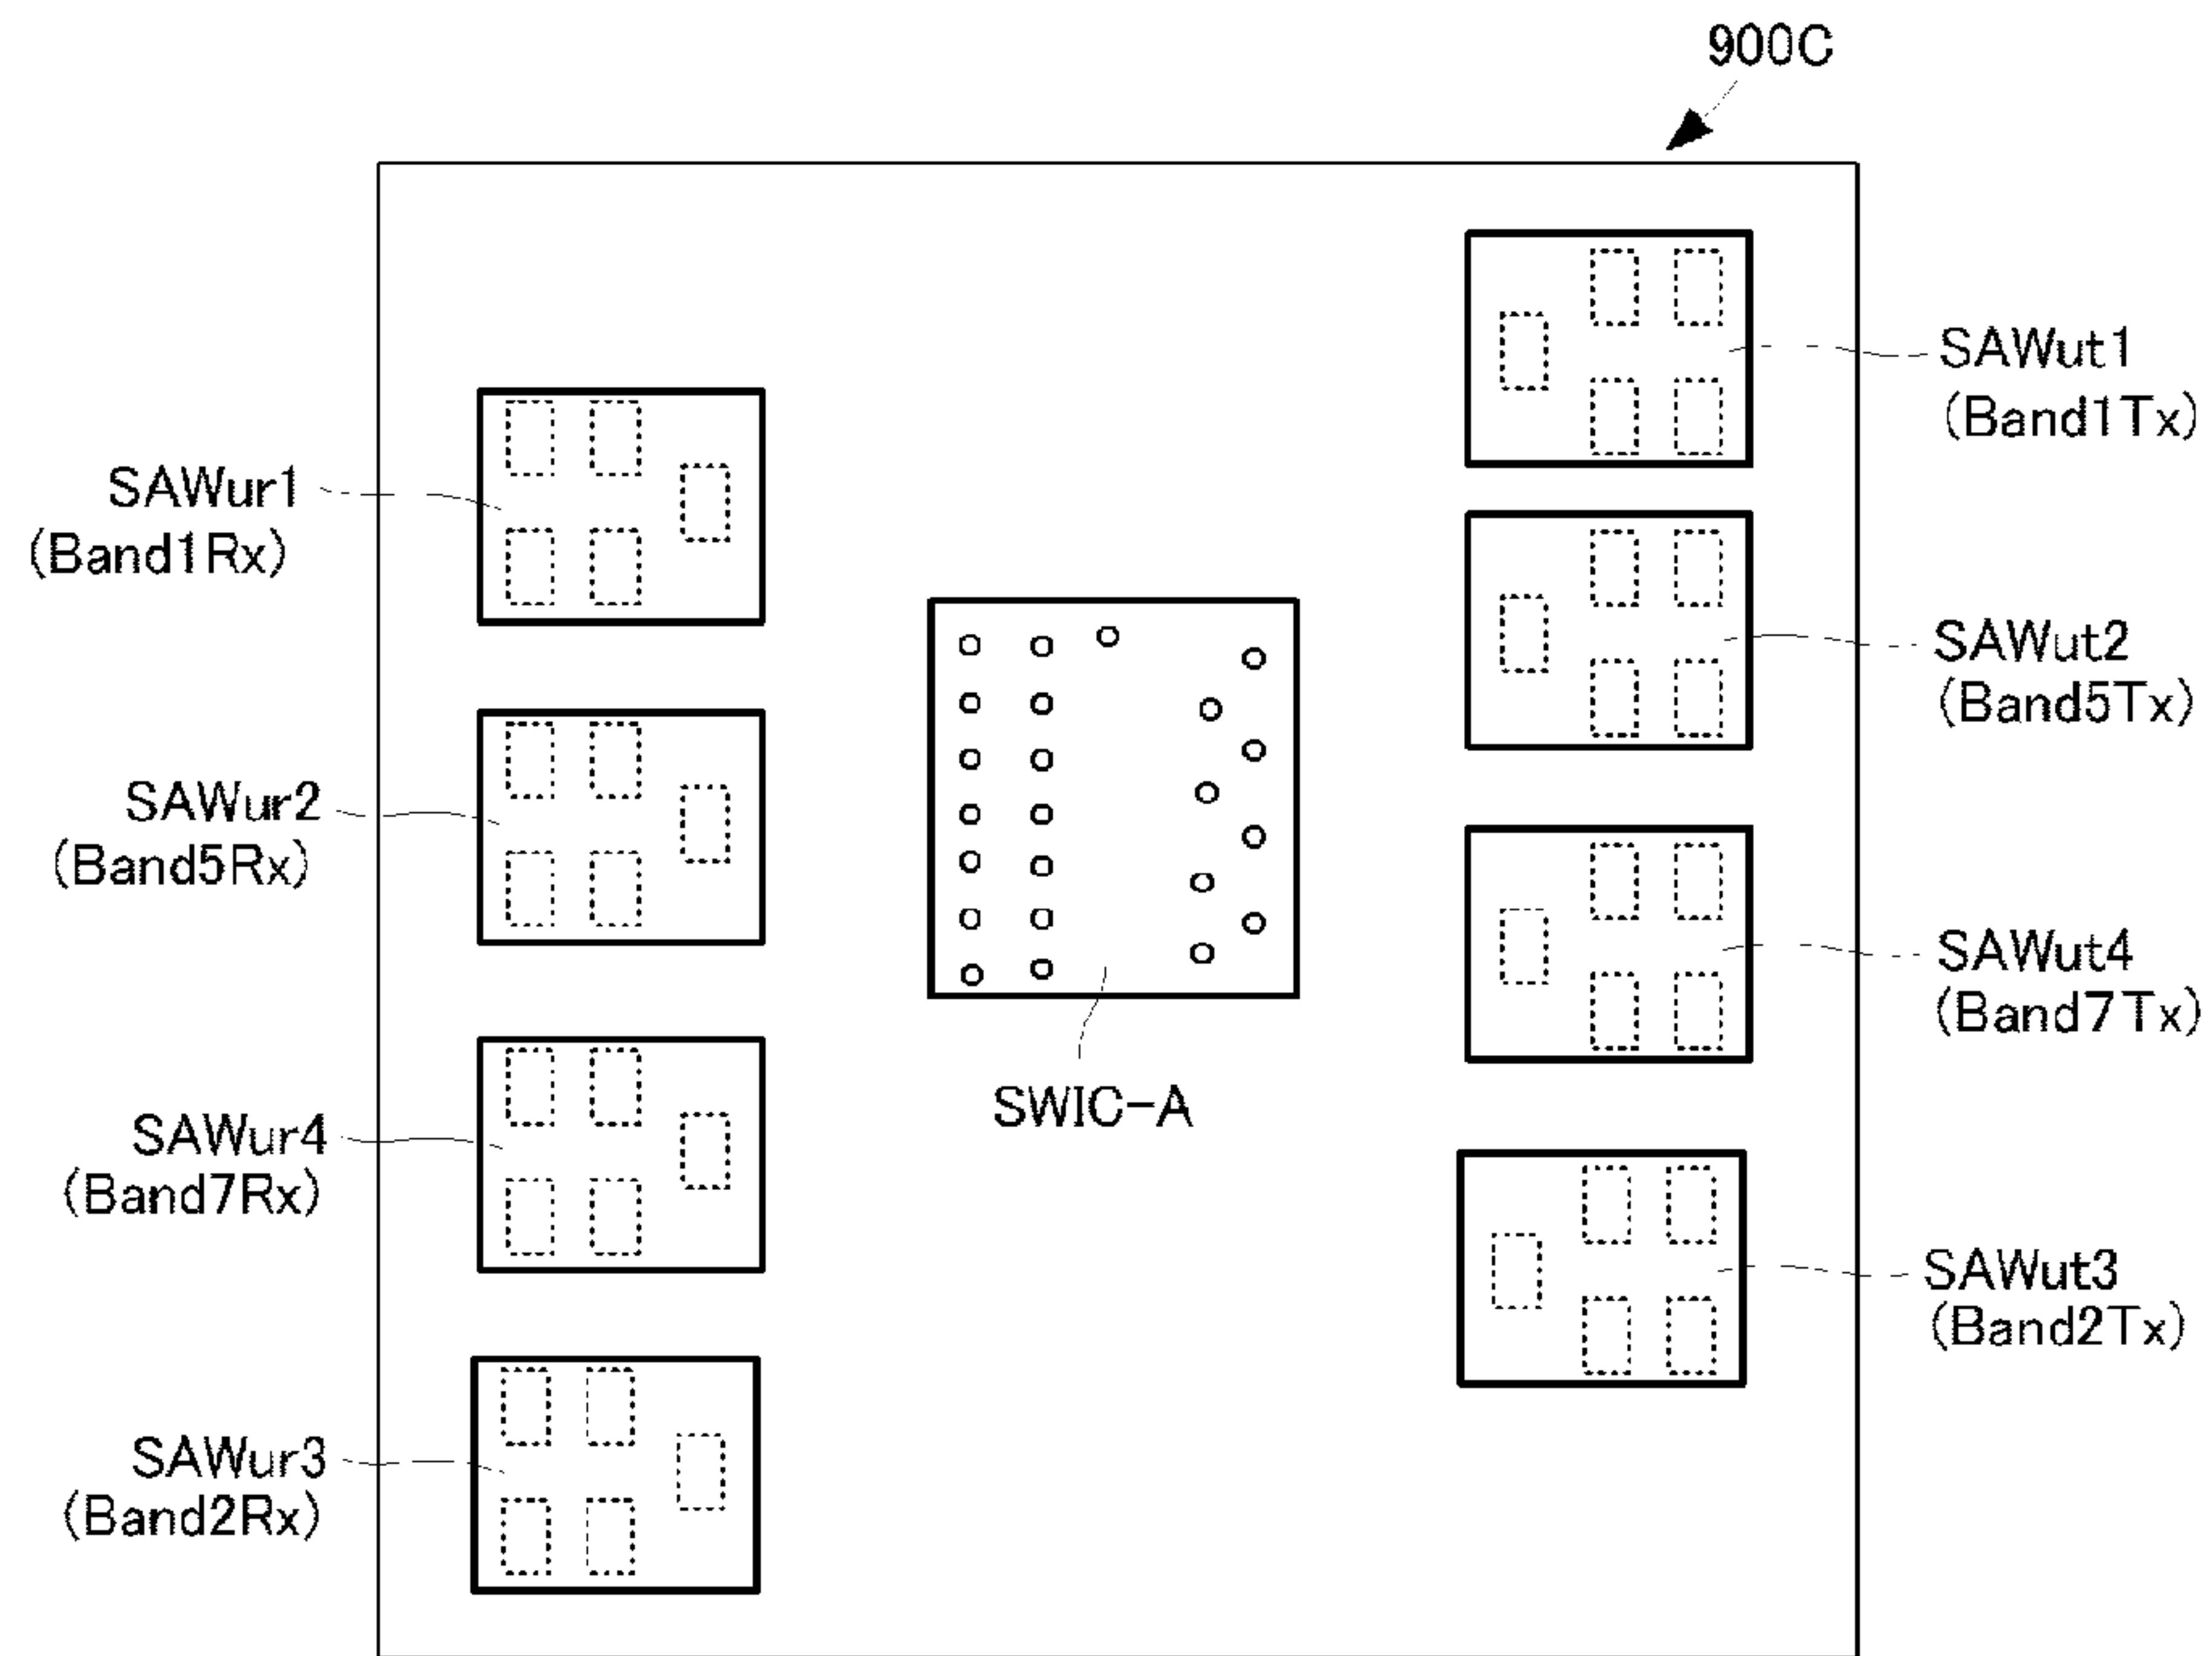 900C
SAWut1
(Band1Tx)
SAWur1
(Band1Rx)
SAWut2
(Band5Tx)
SAWur2
(Band5Rx)
SAWut4
(Band7Tx)
SWIC-A
SAWur4
(Band7Rx)
SAWut3
(Band2Tx)
SAWur3
(Band2Rx)